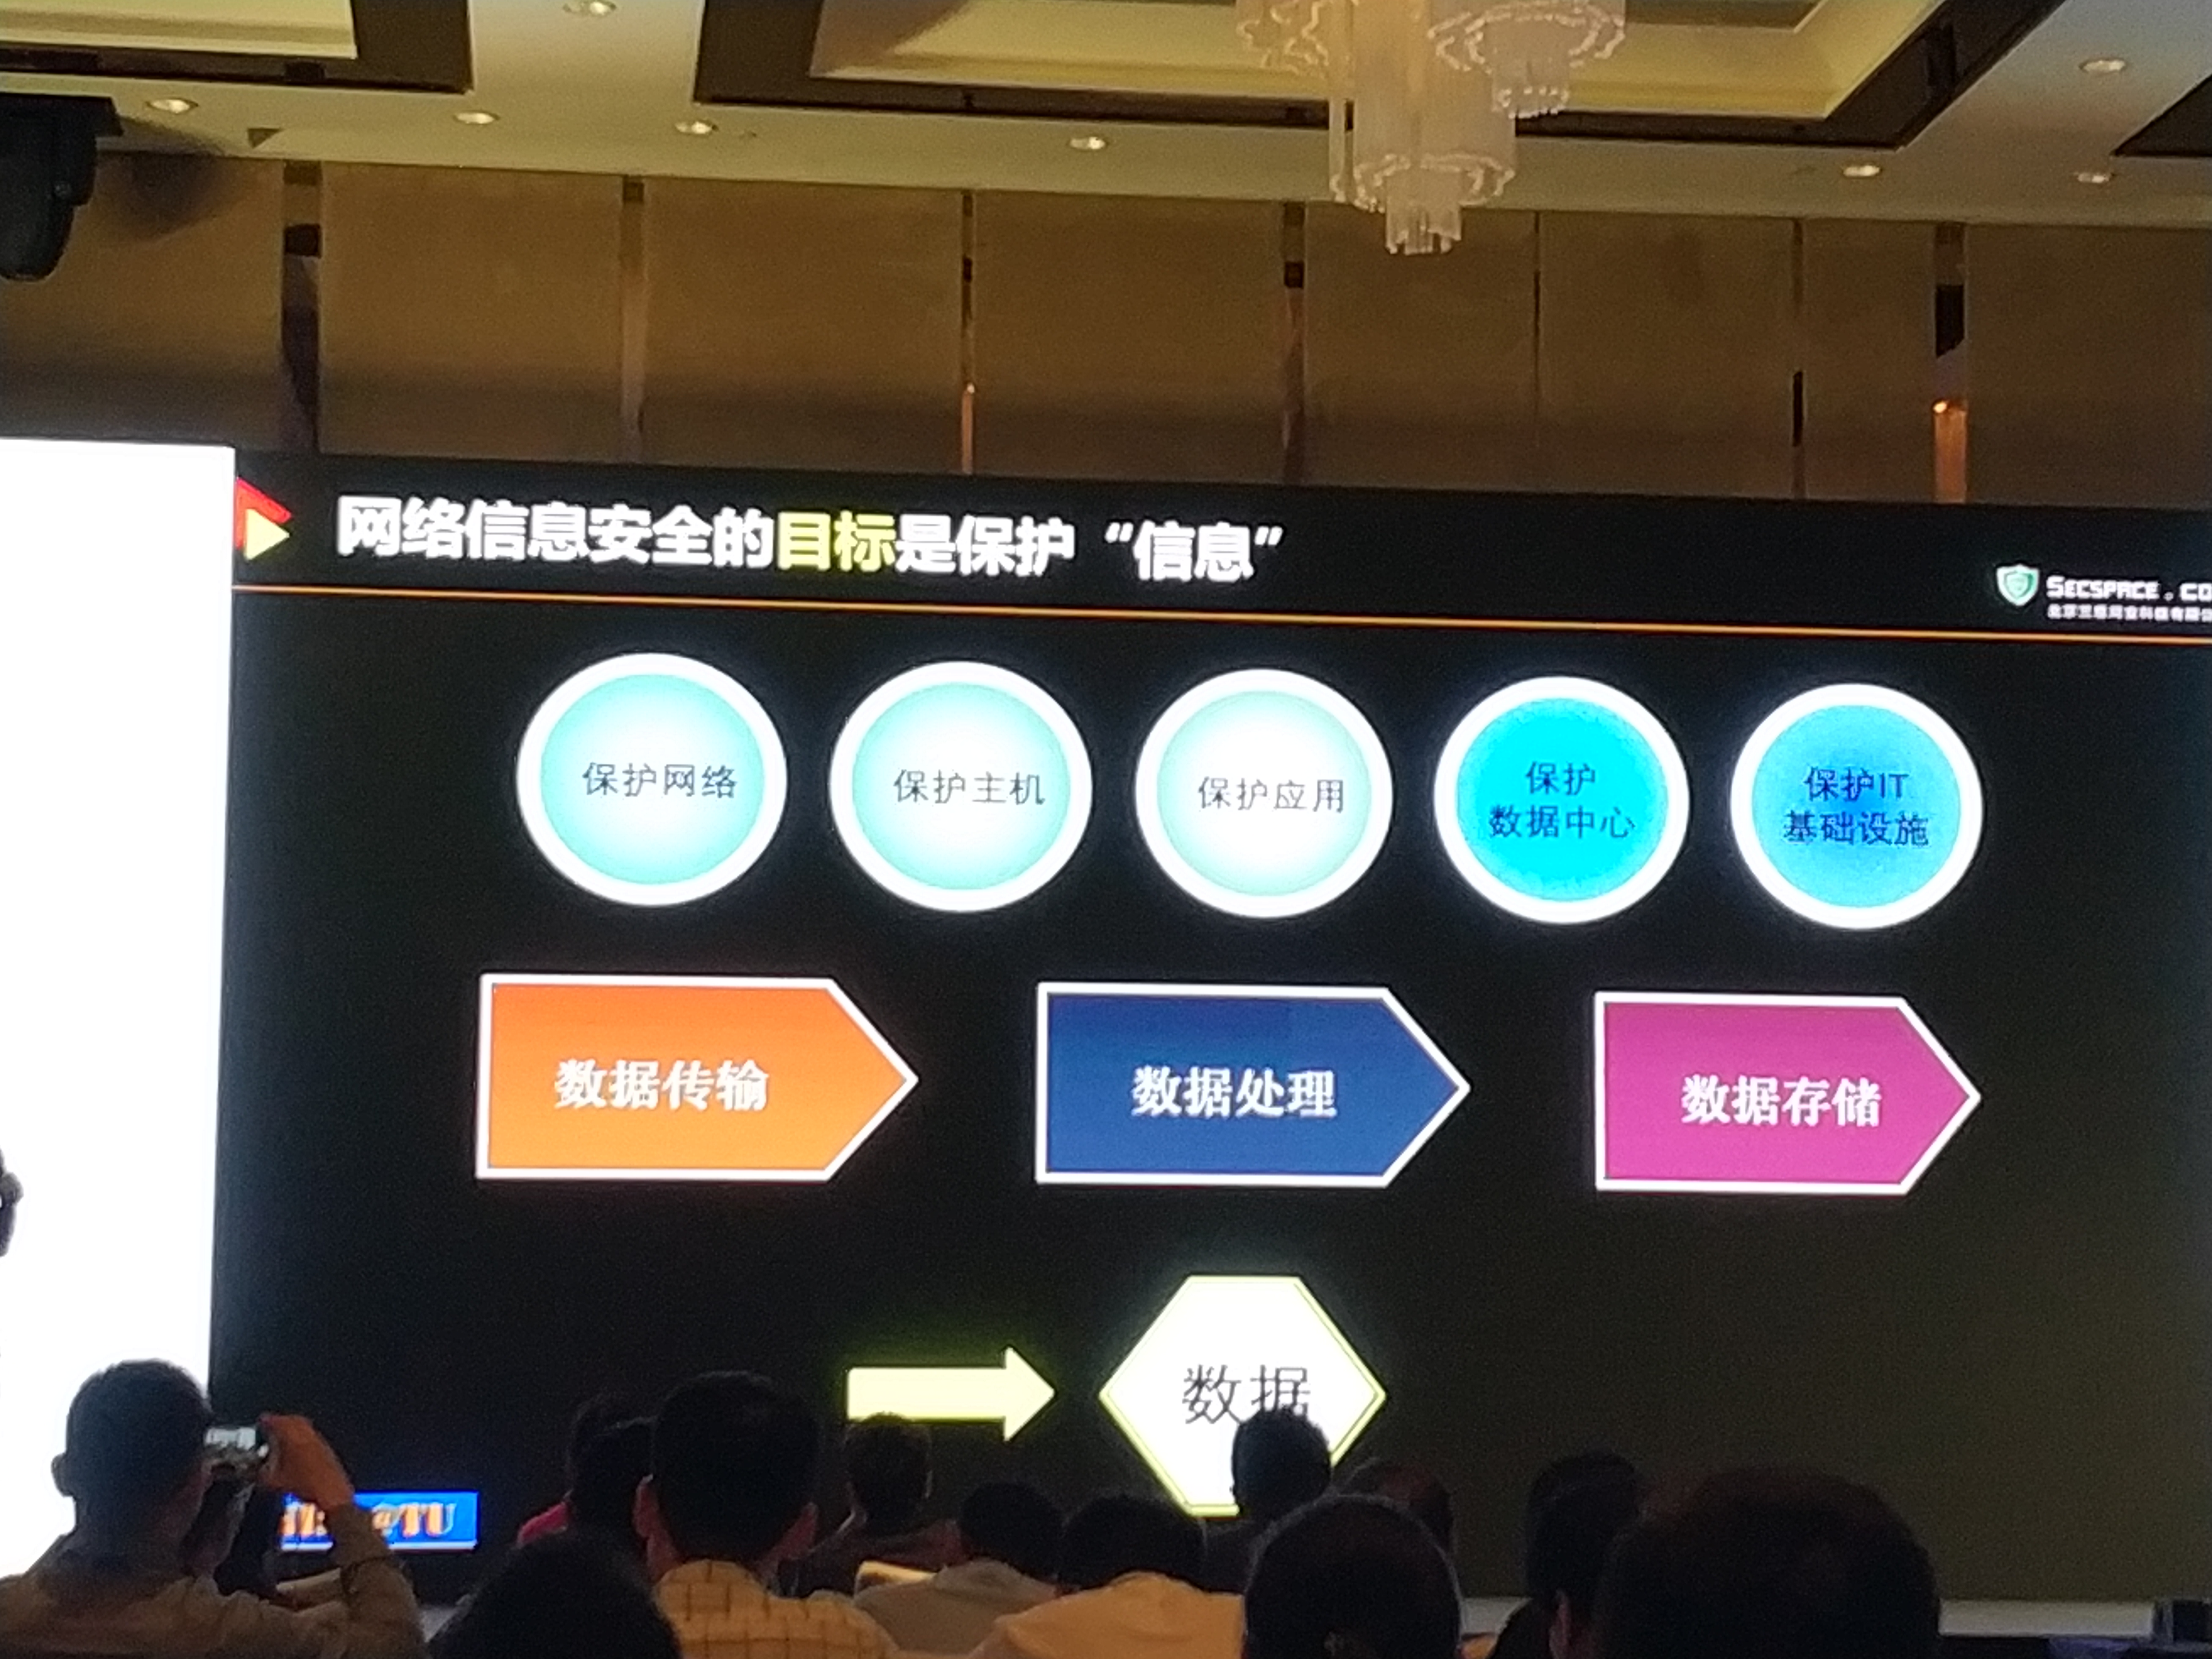 网络信息安全的目标是保护“信息”
SECSPACE.CO
保护网络
保护主机
保护应用
保护
数据中心
保护IT
基础设施
数据传输
数据处理
数据存储
数据
@TU